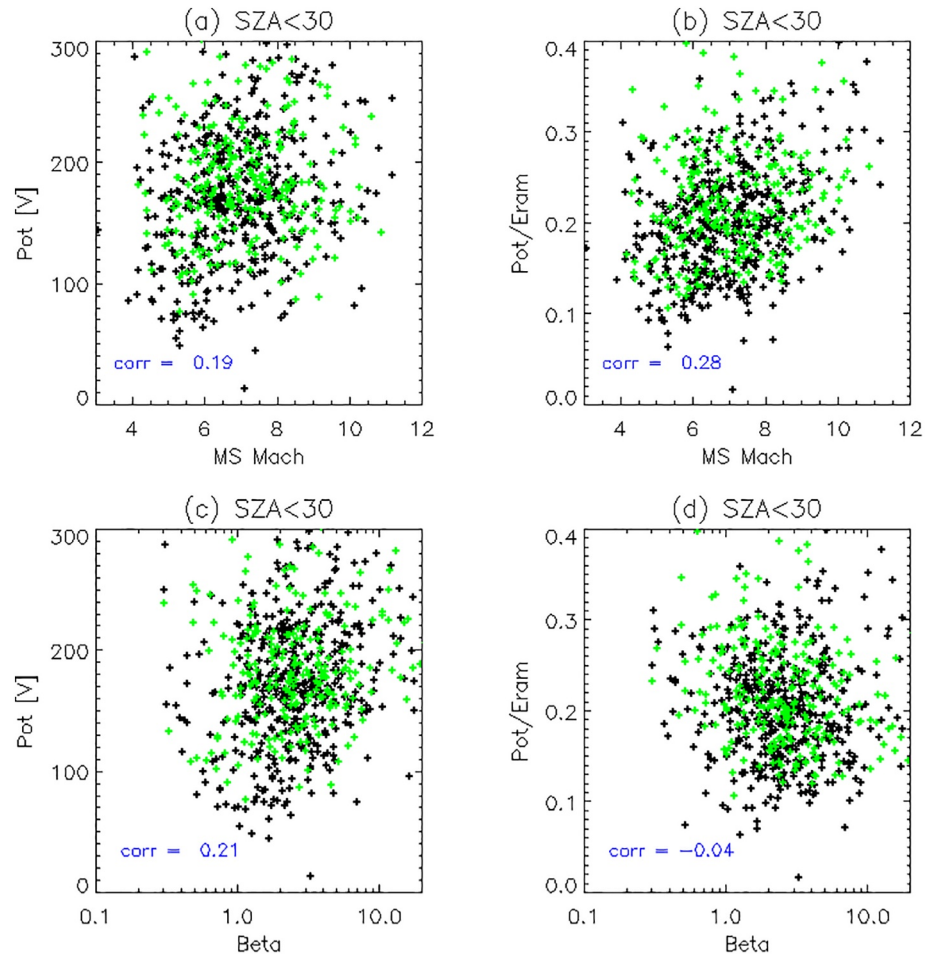 (a) SZA<30
300
200
100
0
Pot [V]
corr = 0.19
4 6 8 10 12
MS Mach
(b) SZA<30
0.4
0.3
0.2
0.1
0.0
Pot/Eram
corr = 0.28
4 6 8 10 12
MS Mach
(c) SZA<30
300
200
100
0
Pot [V]
corr = 0.21
0.1 1.0 10.0
Beta
(d) SZA<30
0.4
0.3
0.2
0.1
0.0
Pot/Eram
corr = −0.04
0.1 1.0 10.0
Beta